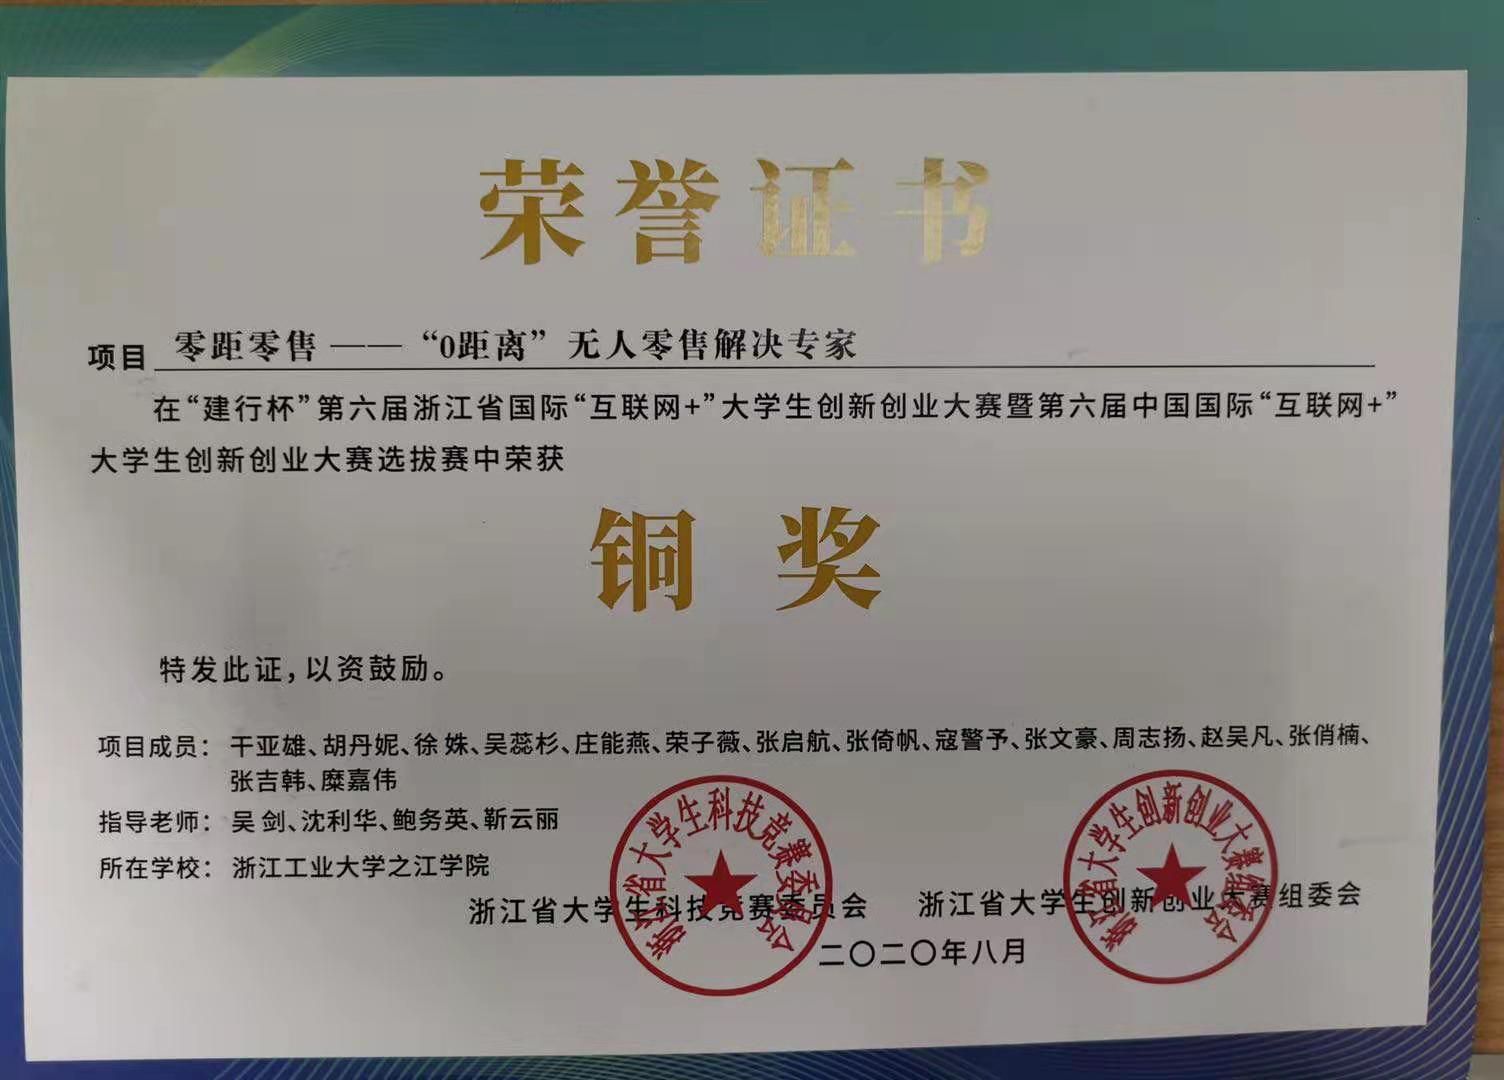 荣誉证书
项目 零距零售——“0距离”无人零售解决专家
在“建行杯”第六届浙江省国际“互联网+”大学生创新创业大赛暨第六届中国国际“互联网+”
大学生创新创业大赛选拔赛中荣获
铜奖
特发此证，以资鼓励。
项目成员：干亚雄、胡丹妮、徐姝、吴蕊杉、庄能燕、荣子薇、张启航、张倚帆、寇警予、张文豪、周志扬、赵吴凡、张俏楠、
张吉韩、糜嘉伟
指导老师：吴剑、沈利华、鲍务英、靳云丽
所在学校：浙江工业大学之江学院
浙江省大学生科技竞赛委员会 浙江省大学生创新创业大赛组委会
二〇二〇年八月
浙江省大学生科技竞赛委员会
浙江省大学生创新创业大赛组委会